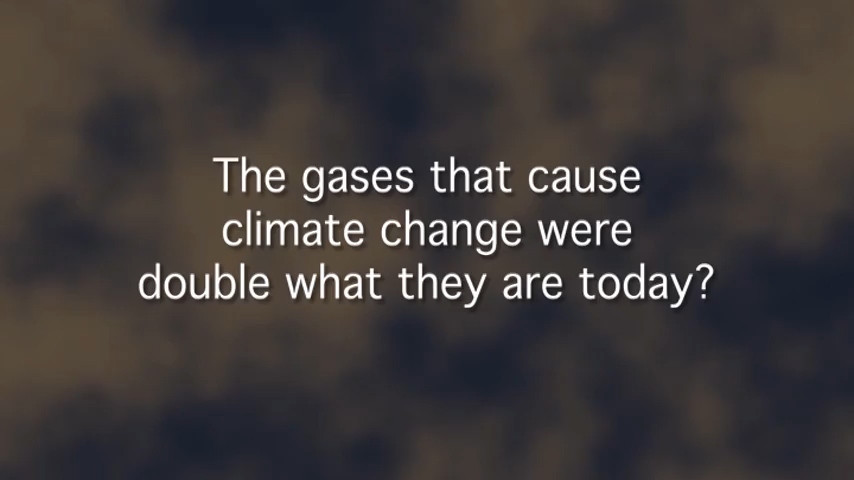 The gases that cause
climate change were
double what they are today?